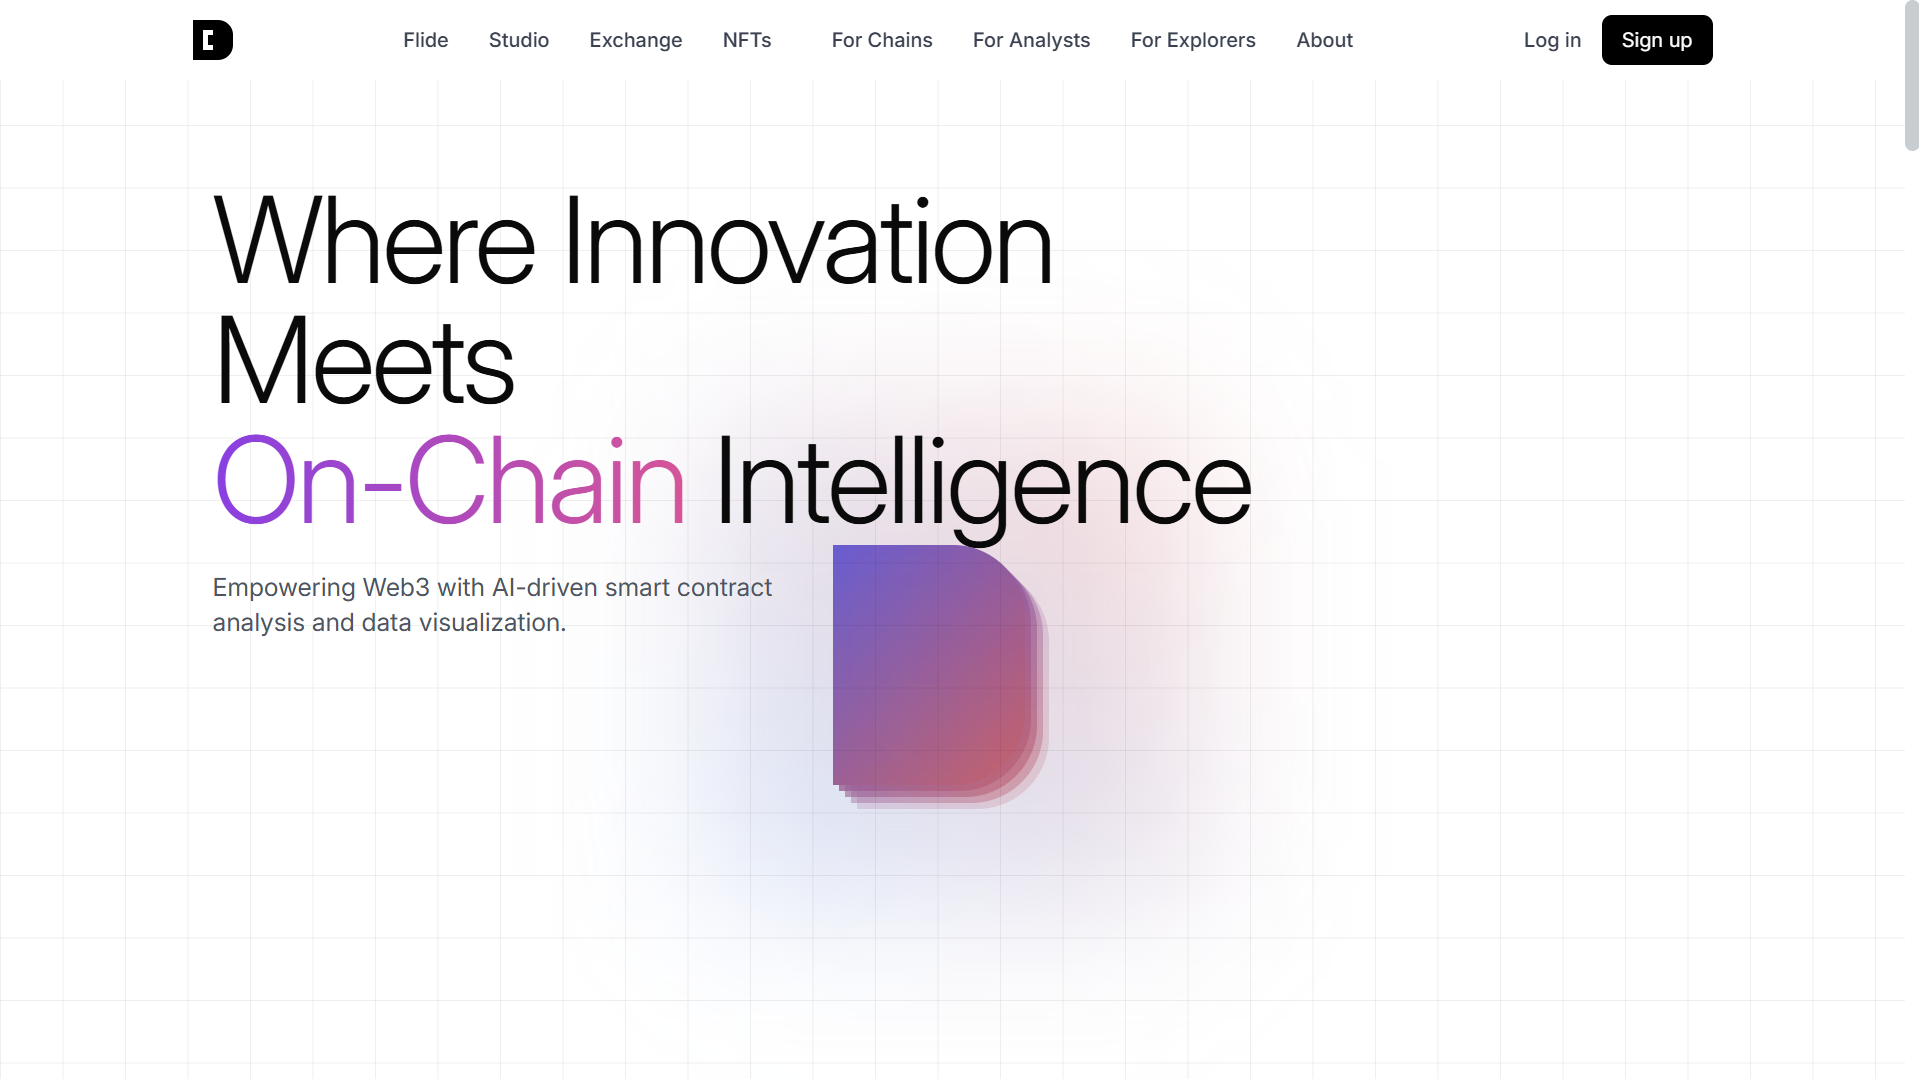 Flide Studio Exchange NFTs For Chains For Analysts For Explorers About Log in Sign up
Where Innovation
Meets
On-Chain Intelligence
Empowering Web3 with AI-driven smart contract
analysis and data visualization.